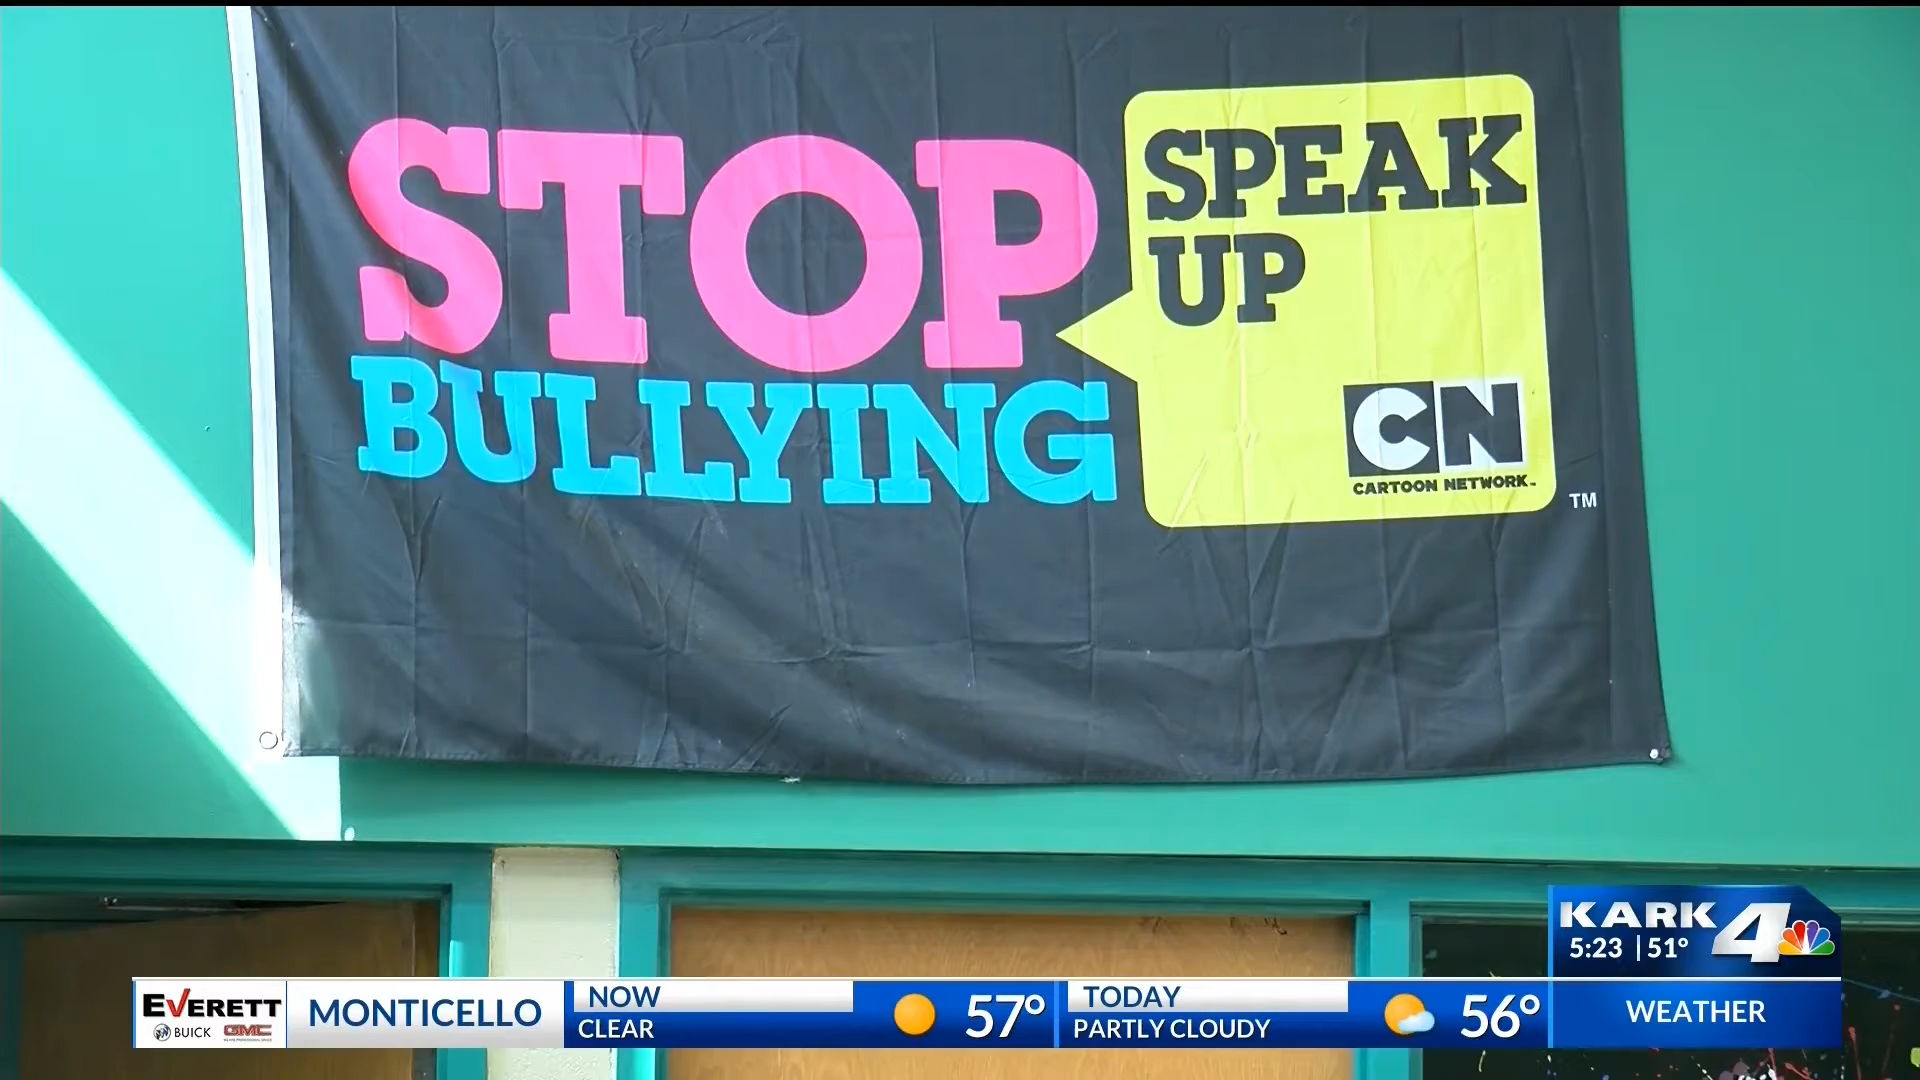 STOP
BULLYING
SPEAK
UP
CN
CARTOON NETWORK™
TM
KARK 4
5:23 | 51°
EVERETT
BUICK GMC
MONTICELLO
NOW
CLEAR
57°
TODAY
PARTLY CLOUDY
56°
WEATHER